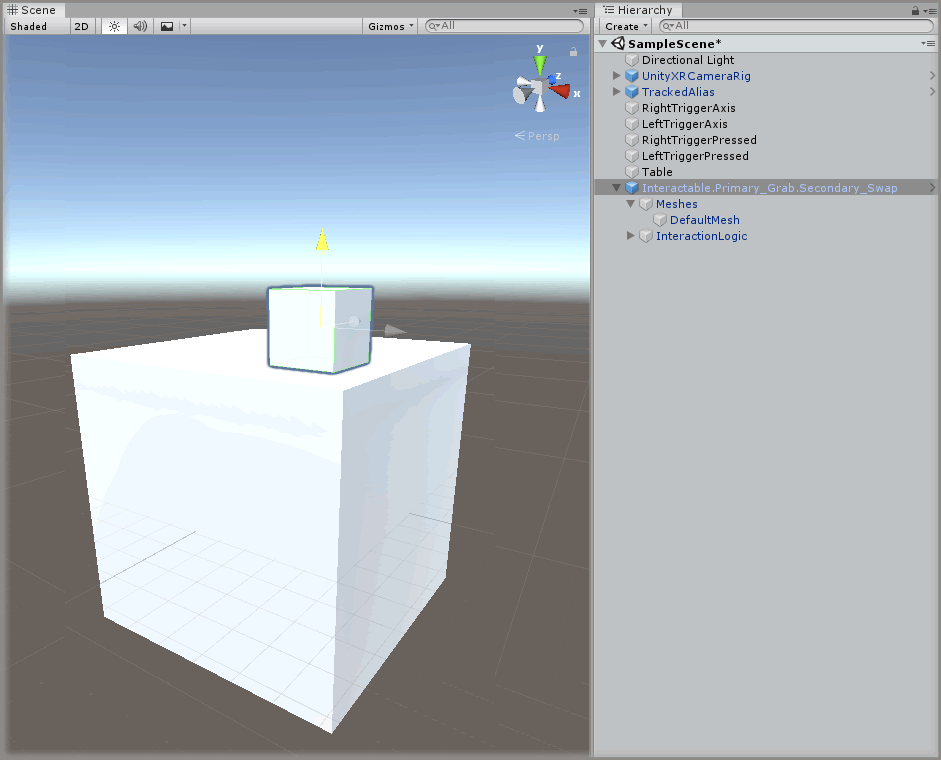 Scene
Shaded
2D
Gizmos
All
y
z
x
Persp
Hierarchy
Create
All
SampleScene*
Directional Light
UnityXRCameraRig
TrackedAlias
RightTriggerAxis
LeftTriggerAxis
RightTriggerPressed
LeftTriggerPressed
Table
Interactable.Primary_Grab.Secondary_Swap
Meshes
DefaultMesh
InteractionLogic